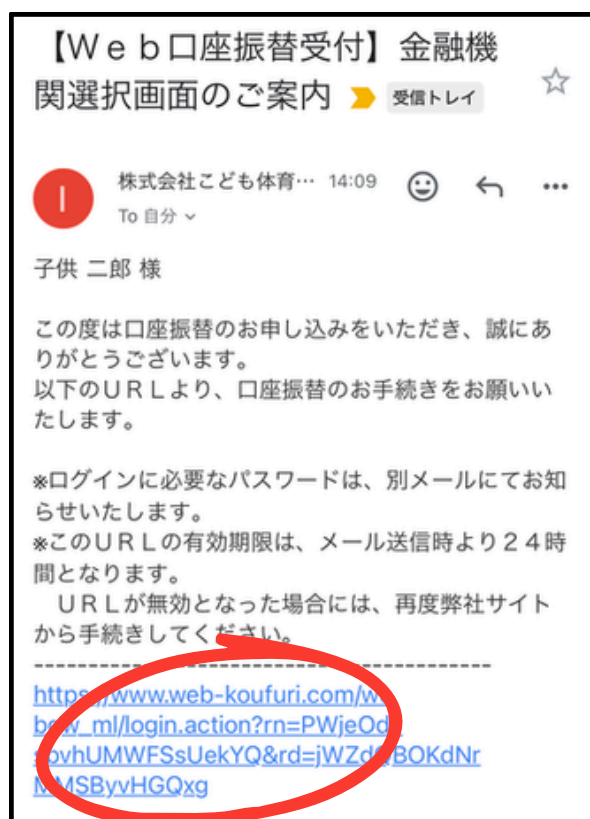 【Ｗｅｂ口座振替受付】金融機
関選択画面のご案内 受信トレイ
I
株式会社こども体育… 14:09
To 自分
子供 二郎 様
この度は口座振替のお申し込みをいただき、誠にあ
りがとうございます。
以下のＵＲＬより、口座振替のお手続きをお願いい
たします。
※ログインに必要なパスワードは、別メールにてお知
らせいたします。
※このＵＲＬの有効期限は、メール送信時より２４時
間となります。
　ＵＲＬが無効となった場合には、再度弊社サイト
から手続きしてください。
------------------------------------------
https://www.web-koufuri.com/w
ml/login.action?rn=PWjeOd
BOKdNr
MMSByvHGQxg